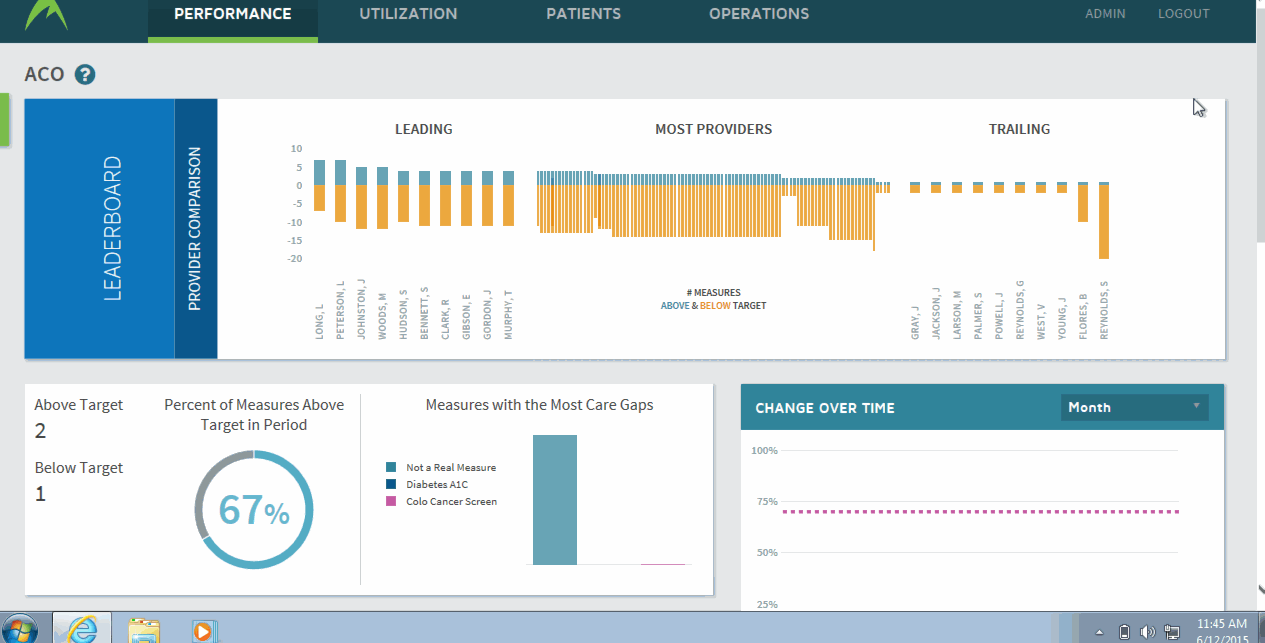 PERFORMANCE UTILIZATION PATIENTS OPERATIONS ADMIN LOGOUT
ACO ?
LEADERBOARD
PROVIDER COMPARISON
LEADING MOST PROVIDERS TRAILING
10
5
0
-5
-10
-15
-20
LONG, L
PETERSON, L
JOHNSTON, J
WOODS, M
HUDSON, S
BENNETT, S
CLARK, R
GIBSON, E
GORDON, J
MURPHY, T
# MEASURES
ABOVE & BELOW TARGET
GRAY, J
JACKSON, J
LARSON, M
PALMER, S
POWELL, J
REYNOLDS, G
WEST, V
YOUNG, J
FLORES, B
REYNOLDS, S
Above Target
2
Below Target
1
Percent of Measures Above
Target in Period
67%
Measures with the Most Care Gaps
Not a Real Measure
Diabetes A1C
Colo Cancer Screen
CHANGE OVER TIME Month
100%
75%
50%
25%
11:45 AM
6/12/2015